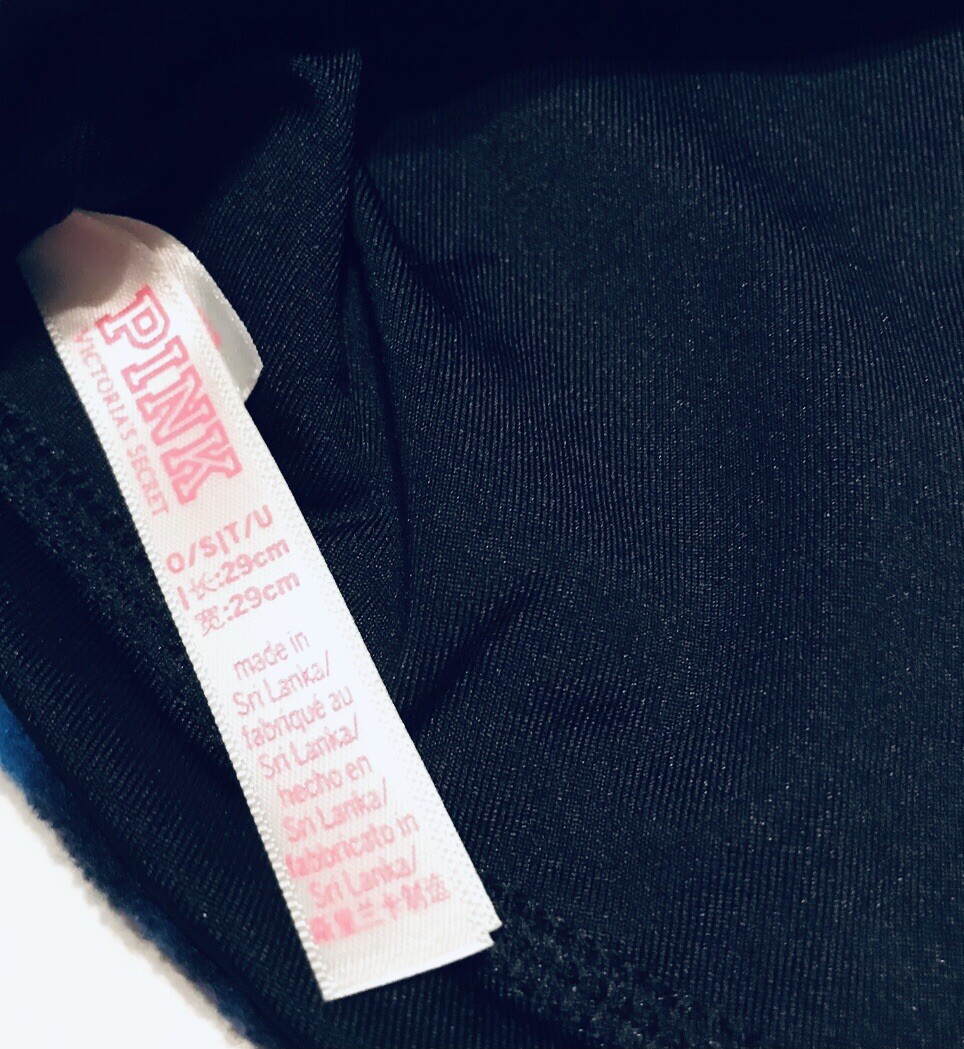 PINK
VICTORIA'S SECRET
O/S|T/U
长:29cm
宽:29cm
made in
Sri Lanka/
fabriqué au
Sri Lanka/
hecho en
Sri Lanka/
fabbricato in
Sri Lanka/
斯里兰卡制造